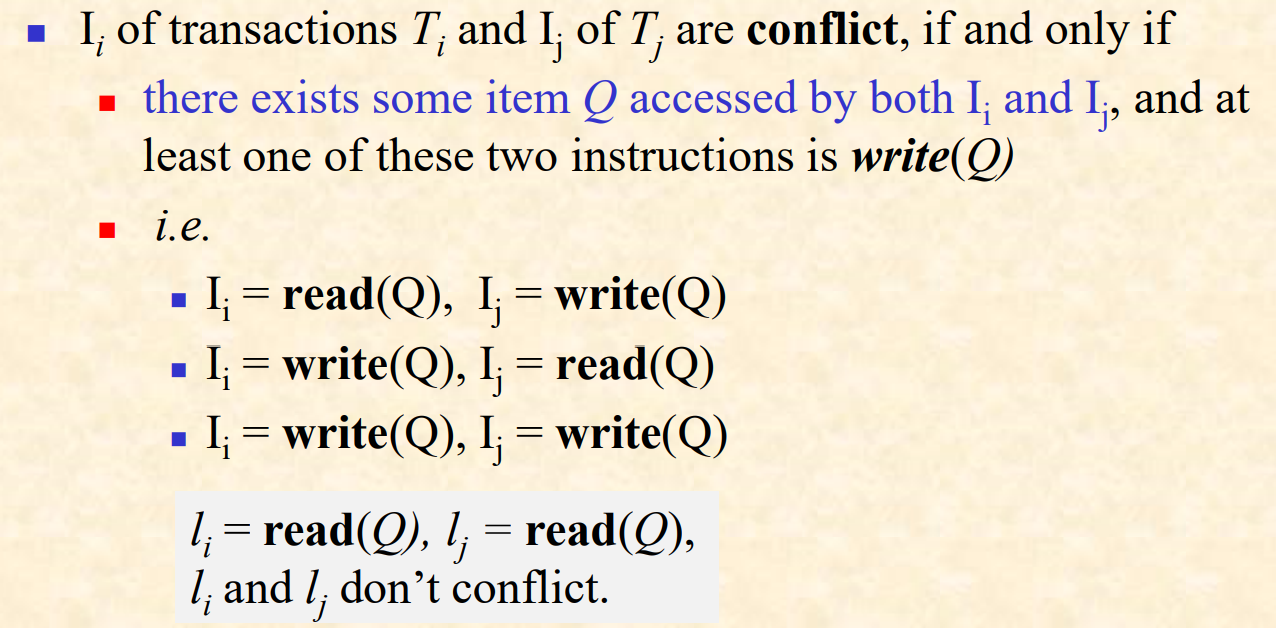 I_i of transactions T_i and I_j of T_j are conflict, if and only if
there exists some item Q accessed by both I_i and I_j, and at
least one of these two instructions is write(Q)
i.e.
I_i = read(Q), I_j = write(Q)
I_i = write(Q), I_j = read(Q)
I_i = write(Q), I_j = write(Q)
l_i = read(Q), l_j = read(Q),
l_i and l_j don’t conflict.